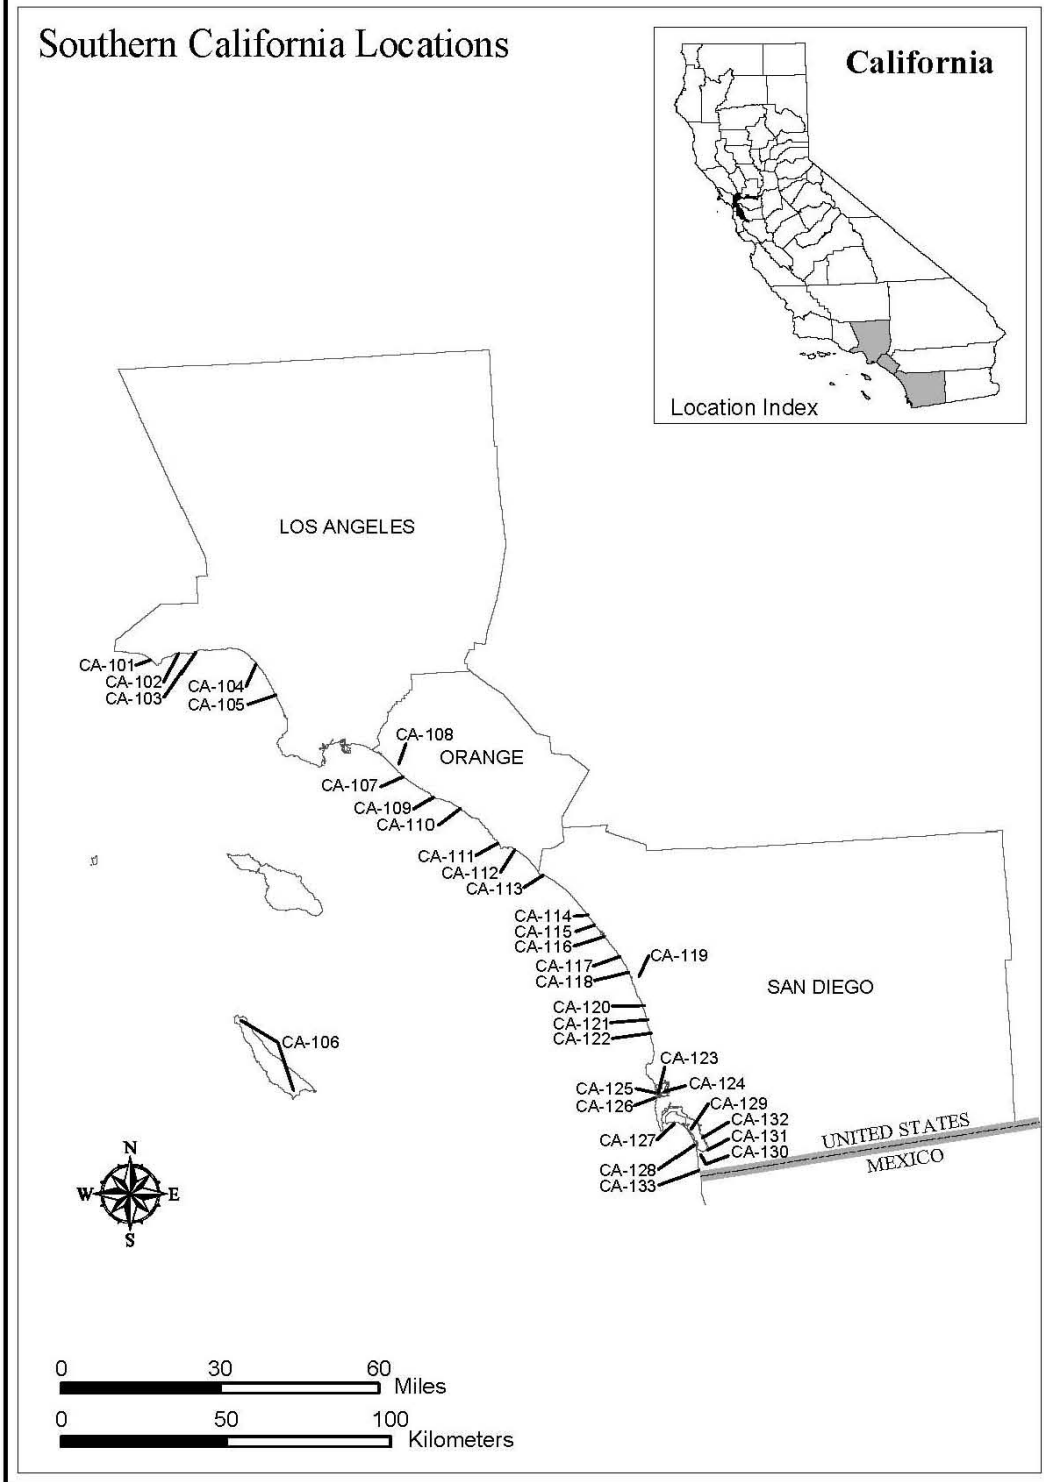 Southern California Locations
California
Location Index
LOS ANGELES
CA-101
CA-102
CA-103
CA-104
CA-105
CA-108
ORANGE
CA-107
CA-109
CA-110
CA-111
CA-112
CA-113
CA-114
CA-115
CA-116
CA-117
CA-118
CA-119
SAN DIEGO
CA-120
CA-121
CA-122
CA-106
CA-123
CA-125
CA-124
CA-126
CA-129
CA-132
CA-127
CA-131
CA-130
CA-128
CA-133
UNITED STATES
MEXICO
N
W E
S
0 30 60
Miles
0 50 100
Kilometers